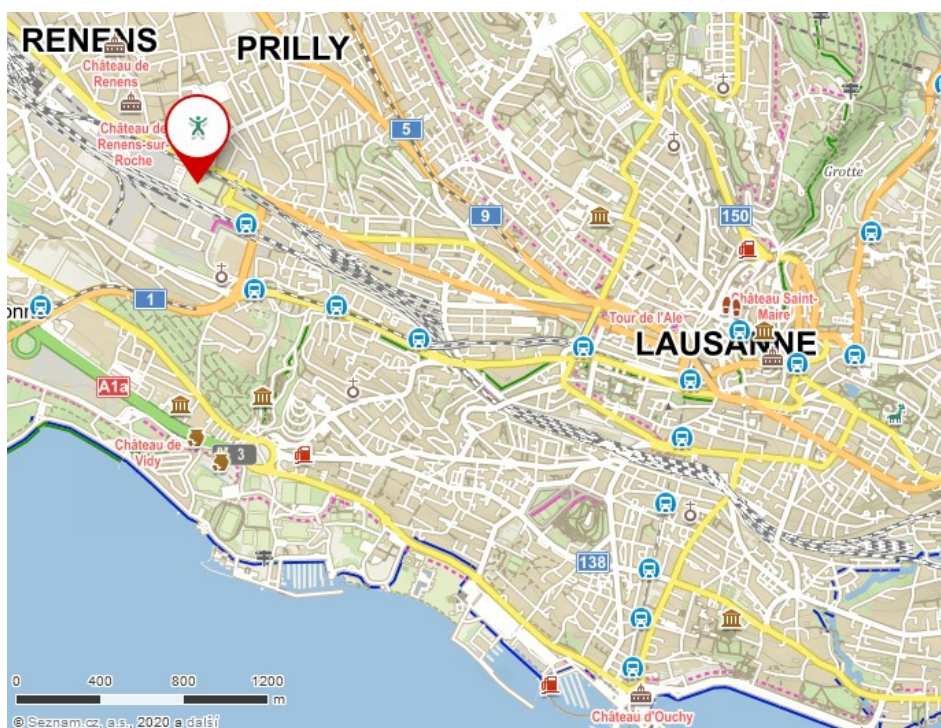 RENENS
PRILLY
Château de
Renens
Château de
Renens-sur-
Roche
5
9
150
Grotte
1
Tour de l'Ale
Château Saint-
Maire
LAUSANNE
A1a
Château de
Vidy
3
138
0 400 800 1200
m
Château d'Ouchy
© Seznam.cz, a.s., 2020 a další